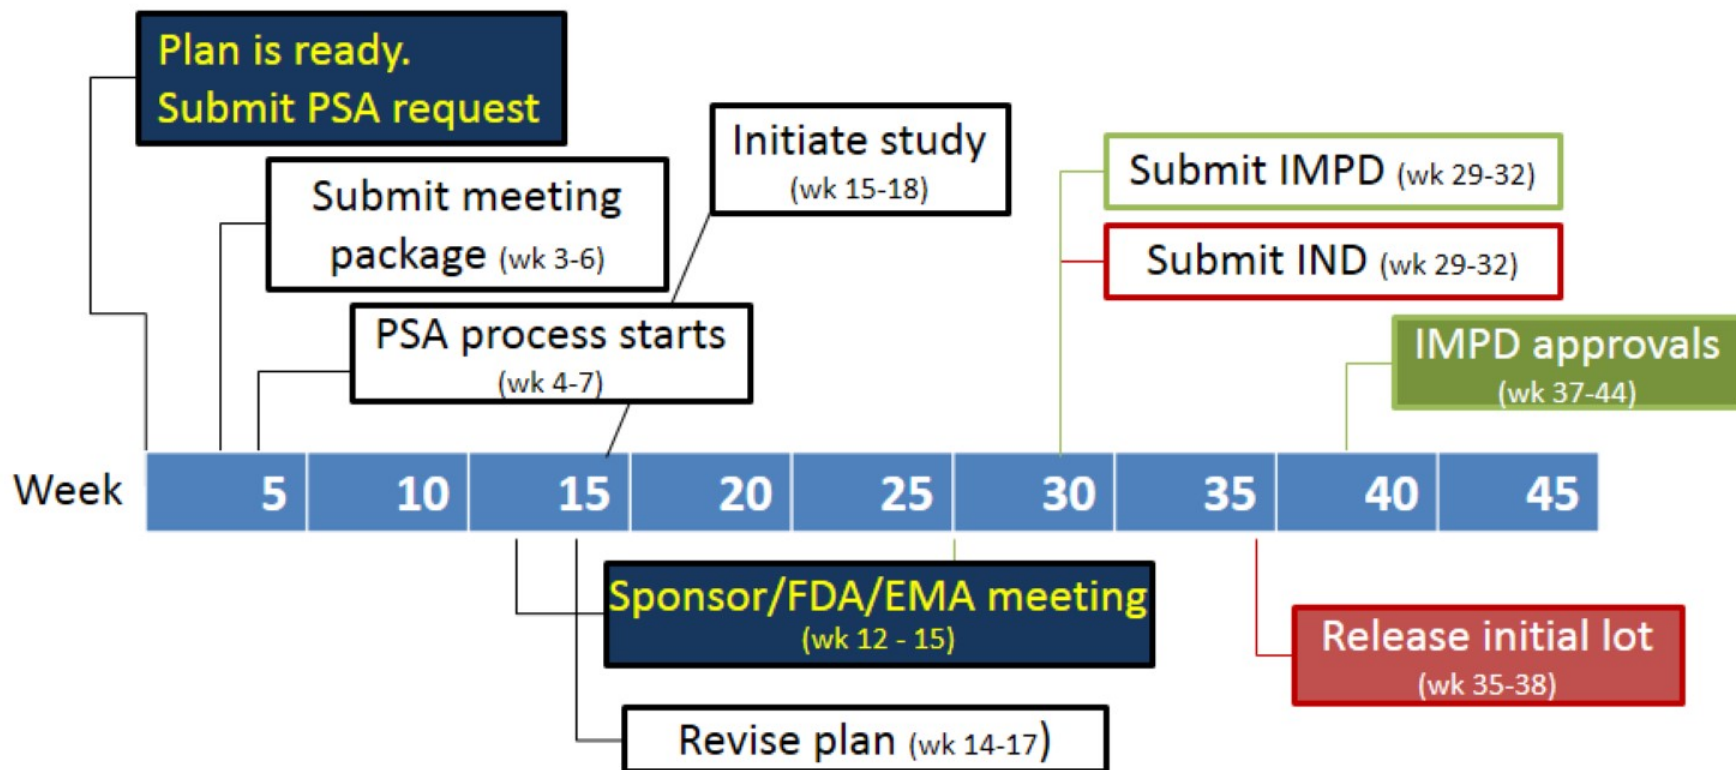 Plan is ready.
Submit PSA request
Submit meeting
package (wk 3-6)
PSA process starts
(wk 4-7)
Initiate study
(wk 15-18)
Submit IMPD (wk 29-32)
Submit IND (wk 29-32)
IMPD approvals
(wk 37-44)
Week 5 10 15 20 25 30 35 40 45
Sponsor/FDA/EMA meeting
(wk 12 - 15)
Release initial lot
(wk 35-38)
Revise plan (wk 14-17)